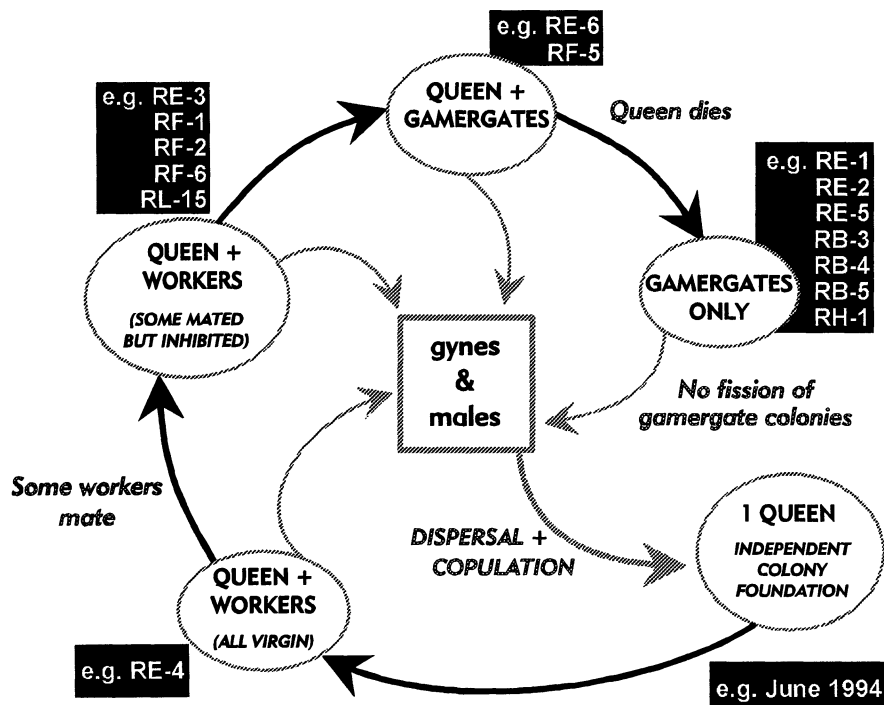 e.g. RE-6
RF-5
QUEEN +
GAMERGATES
Queen dies
e.g. RE-3
RF-1
RF-2
RF-6
RL-15
QUEEN +
WORKERS
(SOME MATED
BUT INHIBITED)
e.g. RE-1
RE-2
RE-5
RB-3
RB-4
RB-5
RH-1
GAMERGATES
ONLY
gynes
&
males
No fission of
gamergate colonies
Some workers
mate
DISPERSAL +
COPULATION
1 QUEEN
INDEPENDENT
COLONY
FOUNDATION
QUEEN +
WORKERS
(ALL VIRGIN)
e.g. RE-4
e.g. June 1994